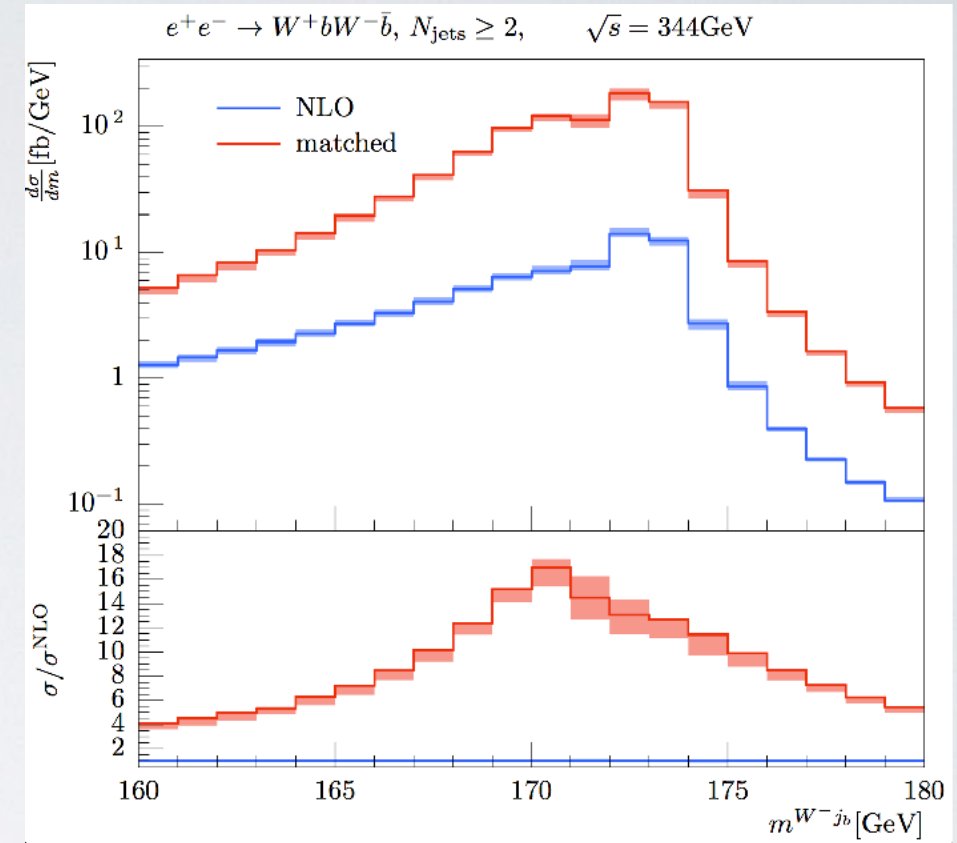 e⁺e⁻ → W⁺bW⁻b̄, N_jets ≥ 2, √s = 344GeV
dσ/dm [fb/GeV]
NLO
matched
10²
10¹
1
10⁻¹
σ/σ^NLO
20
18
16
14
12
10
8
6
4
2
160 165 170 175 180
m^{W⁻j_b}[GeV]